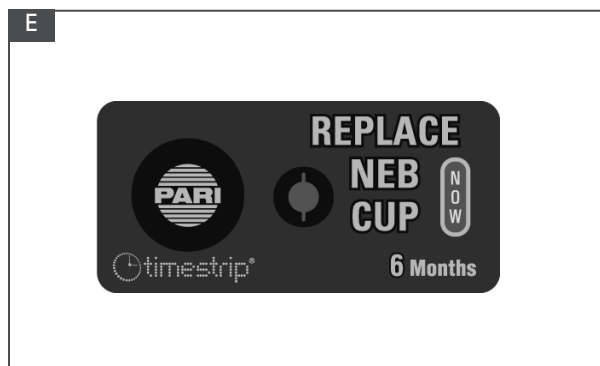 E
REPLACE
NEB
CUP
NOW
PARI
timestrip®
6 Months